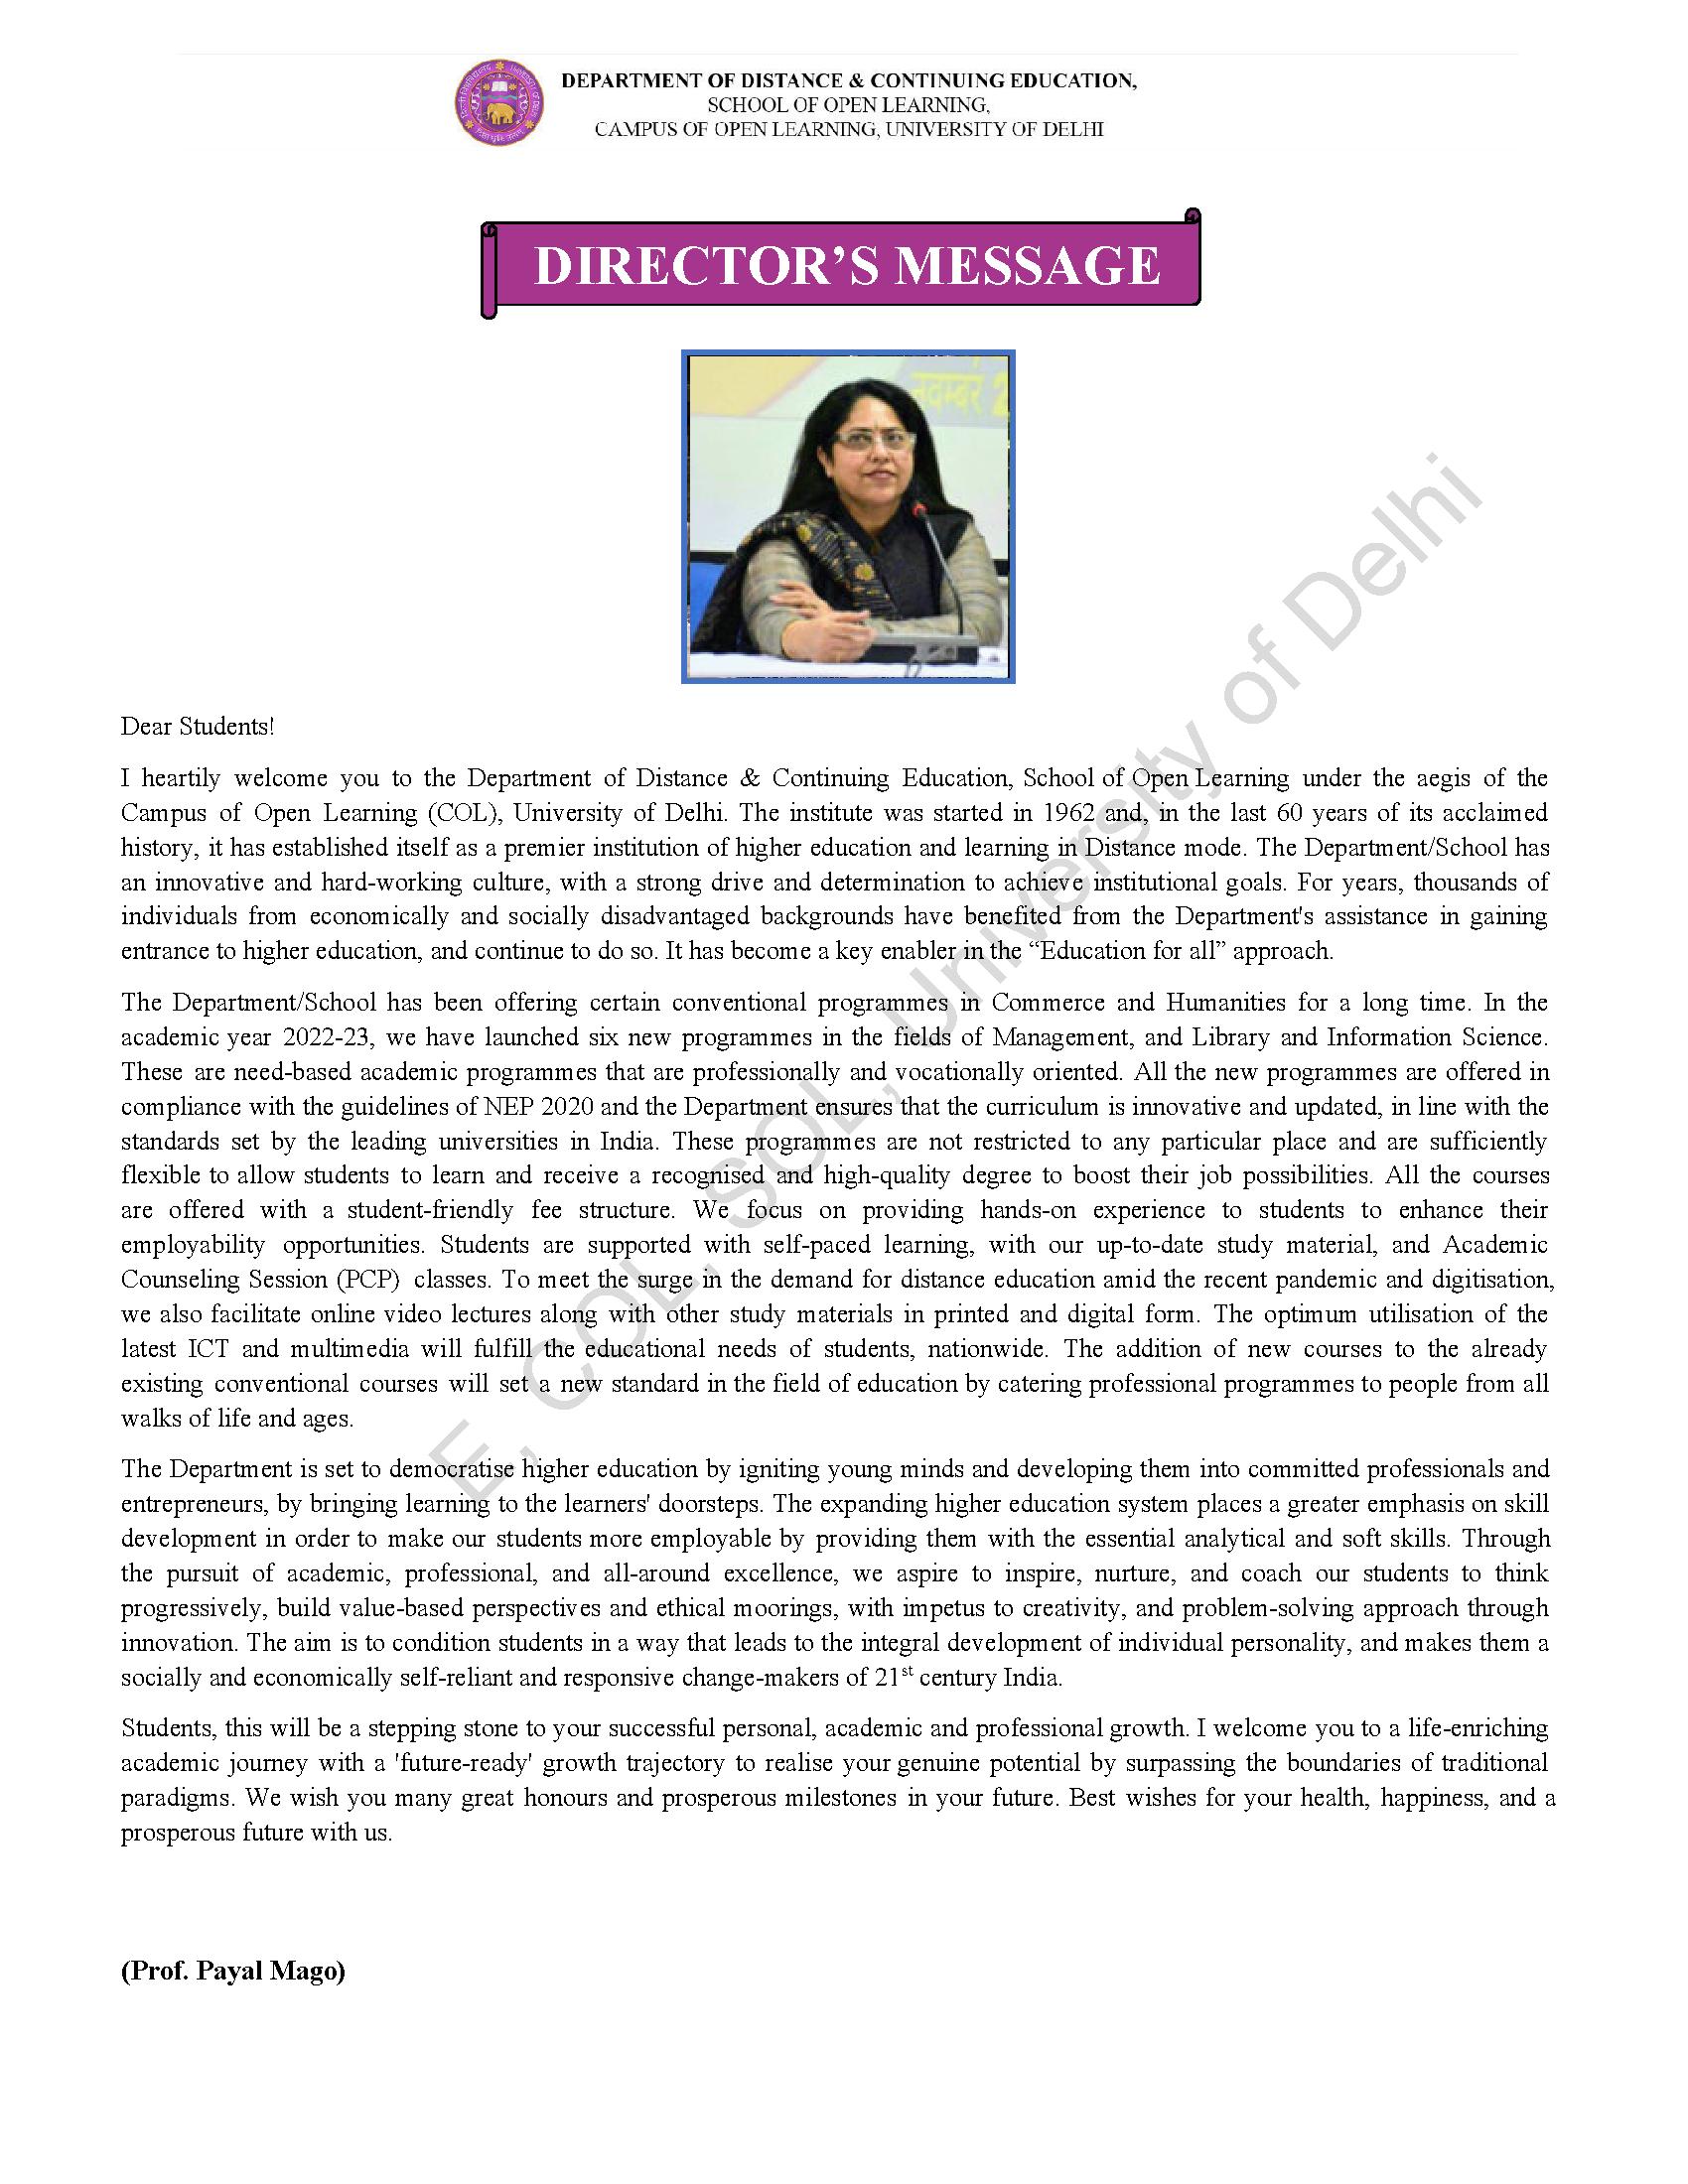 DEPARTMENT OF DISTANCE & CONTINUING EDUCATION,
SCHOOL OF OPEN LEARNING,
CAMPUS OF OPEN LEARNING, UNIVERSITY OF DELHI
DIRECTOR’S MESSAGE
नवम्बर 2
Dear Students!
I heartily welcome you to the Department of Distance & Continuing Education, School of Open Learning under the aegis of the
Campus of Open Learning (COL), University of Delhi. The institute was started in 1962 and, in the last 60 years of its acclaimed
history, it has established itself as a premier institution of higher education and learning in Distance mode. The Department/School has
an innovative and hard-working culture, with a strong drive and determination to achieve institutional goals. For years, thousands of
individuals from economically and socially disadvantaged backgrounds have benefited from the Department's assistance in gaining
entrance to higher education, and continue to do so. It has become a key enabler in the “Education for all” approach.
The Department/School has been offering certain conventional programmes in Commerce and Humanities for a long time. In the
academic year 2022-23, we have launched six new programmes in the fields of Management, and Library and Information Science.
These are need-based academic programmes that are professionally and vocationally oriented. All the new programmes are offered in
compliance with the guidelines of NEP 2020 and the Department ensures that the curriculum is innovative and updated, in line with the
standards set by the leading universities in India. These programmes are not restricted to any particular place and are sufficiently
flexible to allow students to learn and receive a recognised and high-quality degree to boost their job possibilities. All the courses
are offered with a student-friendly fee structure. We focus on providing hands-on experience to students to enhance their
employability opportunities. Students are supported with self-paced learning, with our up-to-date study material, and Academic
Counseling Session (PCP) classes. To meet the surge in the demand for distance education amid the recent pandemic and digitisation,
we also facilitate online video lectures along with other study materials in printed and digital form. The optimum utilisation of the
latest ICT and multimedia will fulfill the educational needs of students, nationwide. The addition of new courses to the already
existing conventional courses will set a new standard in the field of education by catering professional programmes to people from all
walks of life and ages.
The Department is set to democratise higher education by igniting young minds and developing them into committed professionals and
entrepreneurs, by bringing learning to the learners' doorsteps. The expanding higher education system places a greater emphasis on skill
development in order to make our students more employable by providing them with the essential analytical and soft skills. Through
the pursuit of academic, professional, and all-around excellence, we aspire to inspire, nurture, and coach our students to think
progressively, build value-based perspectives and ethical moorings, with impetus to creativity, and problem-solving approach through
innovation. The aim is to condition students in a way that leads to the integral development of individual personality, and makes them a
socially and economically self-reliant and responsive change-makers of 21st century India.
Students, this will be a stepping stone to your successful personal, academic and professional growth. I welcome you to a life-enriching
academic journey with a 'future-ready' growth trajectory to realise your genuine potential by surpassing the boundaries of traditional
paradigms. We wish you many great honours and prosperous milestones in your future. Best wishes for your health, happiness, and a
prosperous future with us.
(Prof. Payal Mago)
E, COL, SOL, University of Delhi